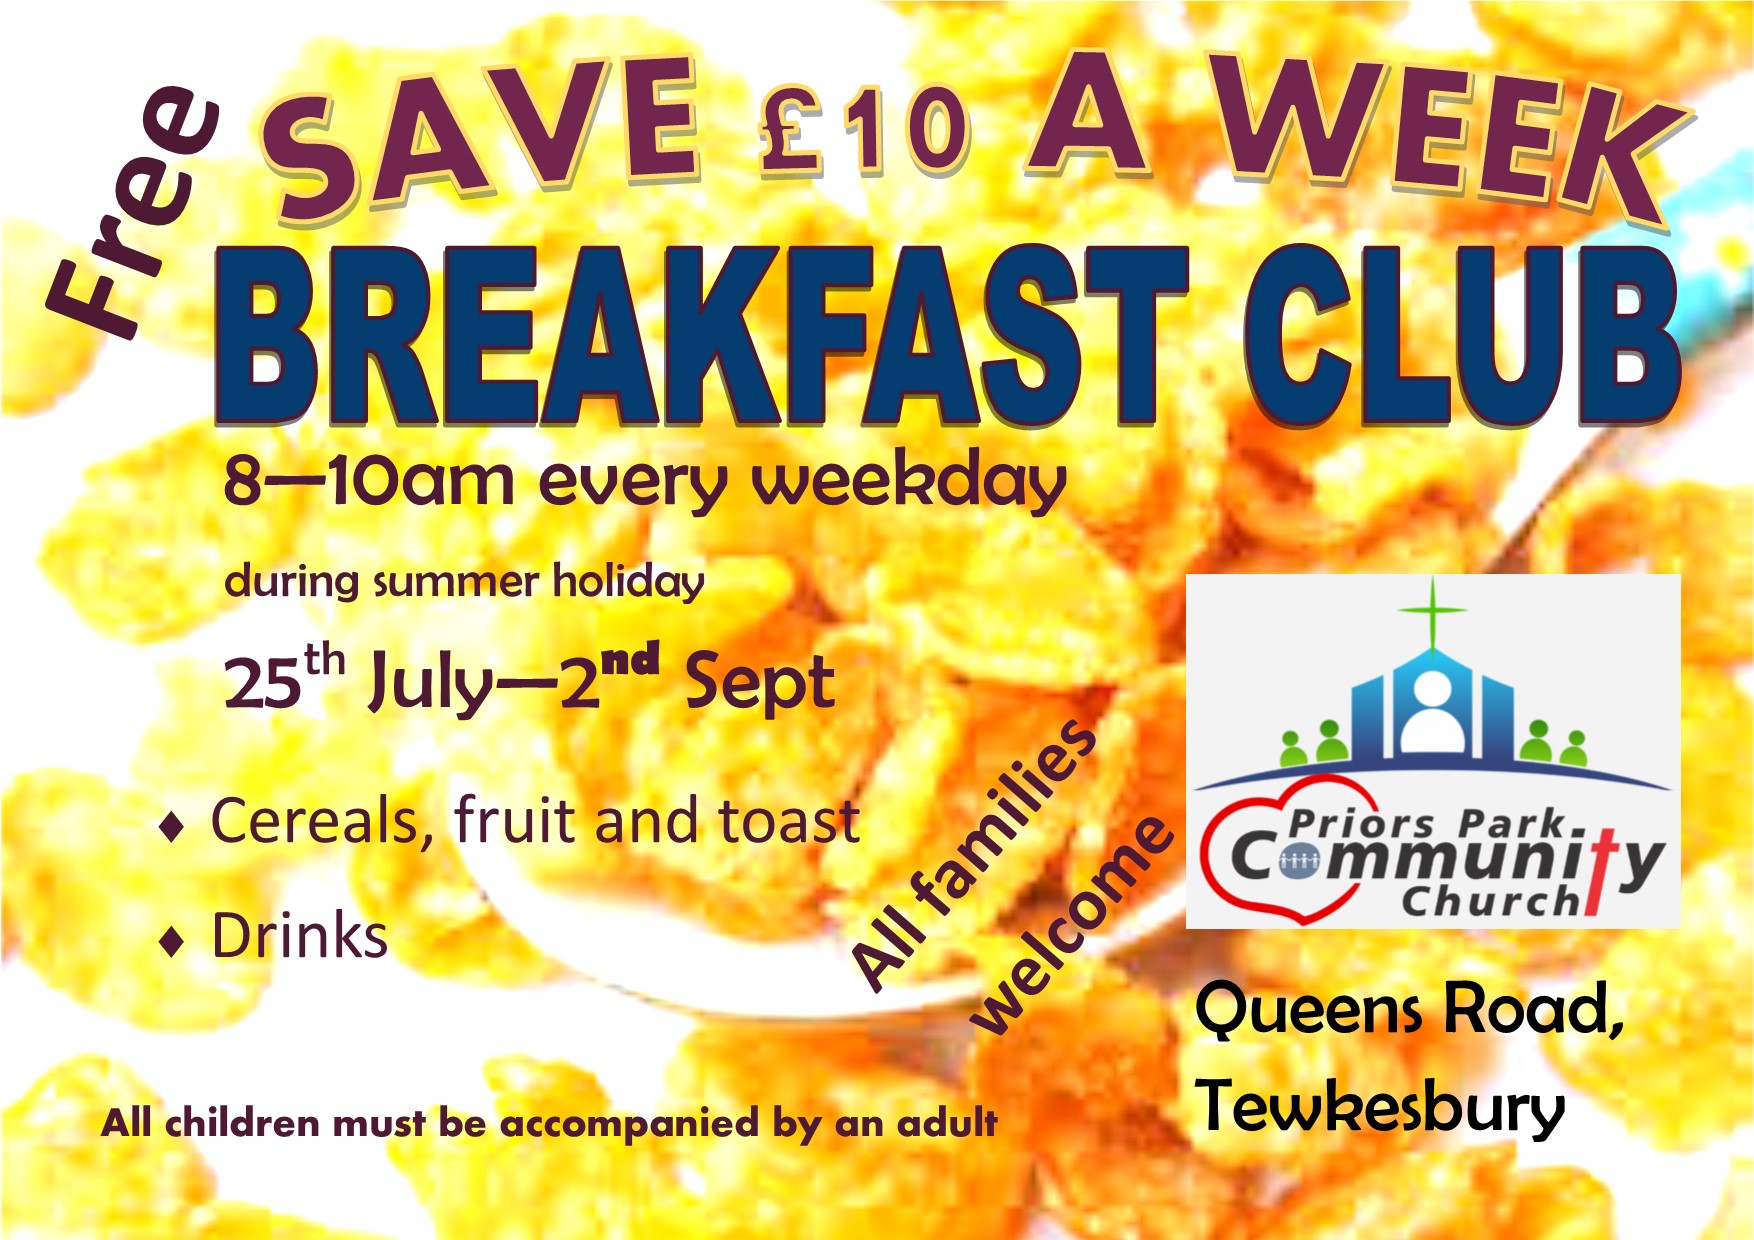 Free
SAVE £10 A WEEK
BREAKFAST CLUB
8—10am every weekday
during summer holiday
25th July—2nd Sept
♦ Cereals, fruit and toast
♦ Drinks
All families
welcome
Priors Park
Community
Church
Queens Road,
Tewkesbury
All children must be accompanied by an adult